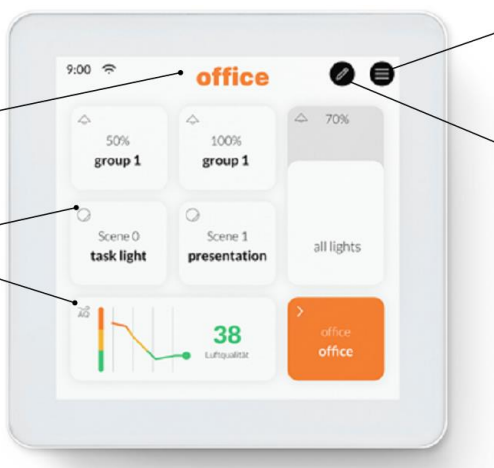 9:00
office
50%
group 1
100%
group 1
70%
all lights
Scene 0
task light
Scene 1
presentation
AQ
38
Luftqualität
office
office